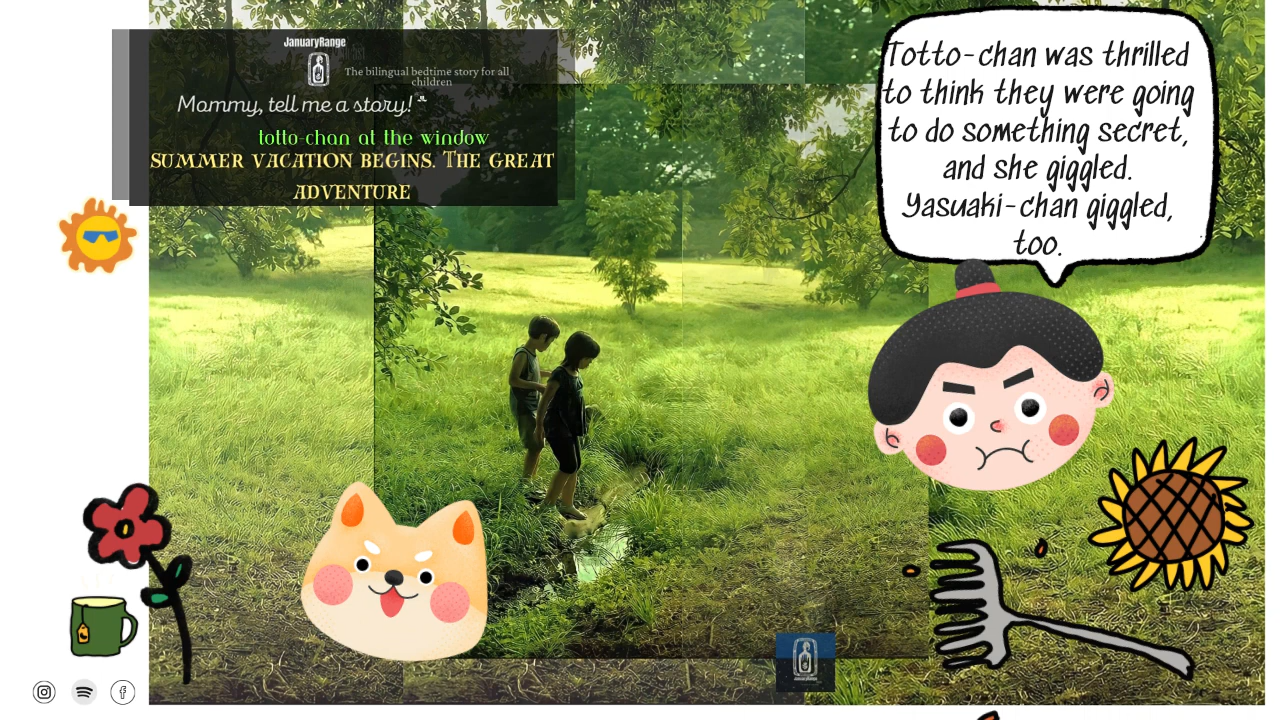 JanuaryRange
The bilingual bedtime story for all
children
Mommy, tell me a story!
totto-chan at the window
SUMMER VACATION BEGINS. THE GREAT
ADVENTURE
Totto-chan was thrilled
to think they were going
to do something secret,
and she giggled.
Yasuaki-chan giggled,
too.